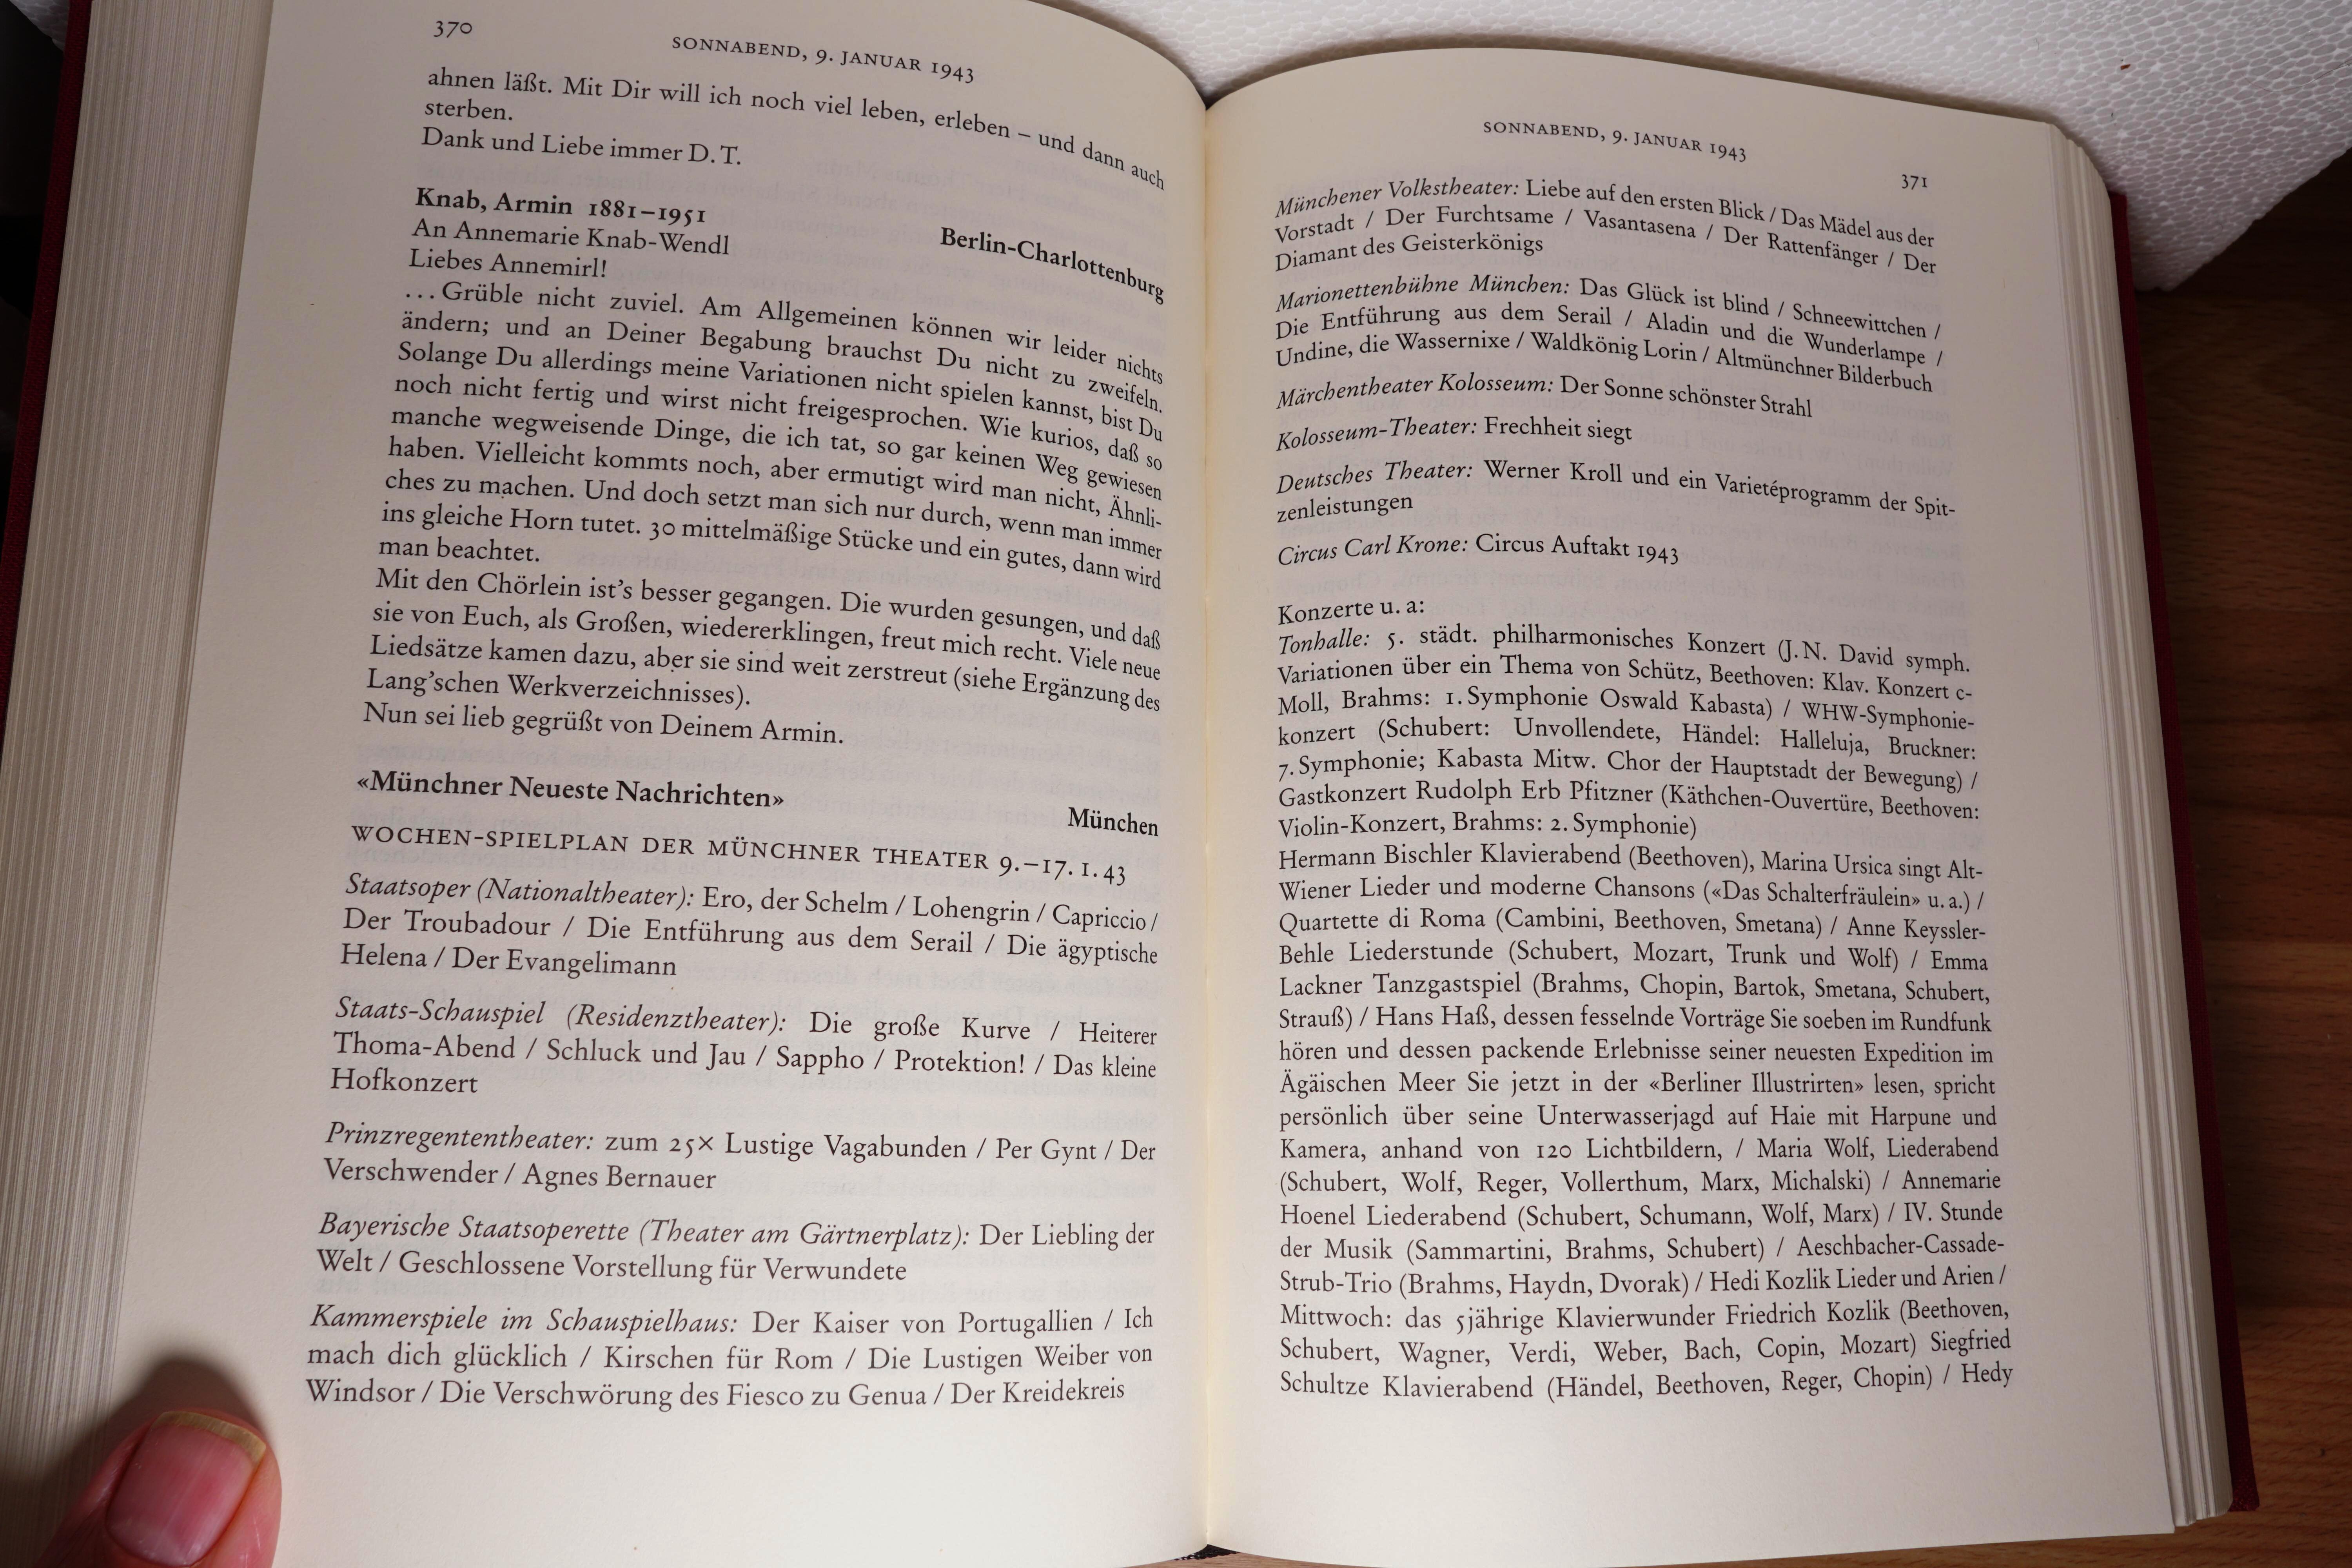 370
SONNABEND, 9. JANUAR 1943
ahnen läßt. Mit Dir will ich noch viel leben, erleben – und dann auch
sterben.
Dank und Liebe immer D. T.
Knab, Armin 1881–1951
Berlin-Charlottenburg
An Annemarie Knab-Wendl
Liebes Annemirl!
... Grüble nicht zuviel. Am Allgemeinen können wir leider nichts
ändern; und an Deiner Begabung brauchst Du nicht zu zweifeln.
Solange Du allerdings meine Variationen nicht spielen kannst, bist Du
noch nicht fertig und wirst nicht freigesprochen. Wie kurios, daß so
manche wegweisende Dinge, die ich tat, so gar keinen Weg gewiesen
haben. Vielleicht kommts noch, aber ermutigt wird man nicht, Ähnli-
ches zu machen. Und doch setzt man sich nur durch, wenn man immer
ins gleiche Horn tutet. 30 mittelmäßige Stücke und ein gutes, dann wird
man beachtet.
Mit den Chörlein ist's besser gegangen. Die wurden gesungen, und daß
sie von Euch, als Großen, wiedererklingen, freut mich recht. Viele neue
Liedsätze kamen dazu, aber sie sind weit zerstreut (siehe Ergänzung des
Lang'schen Werkverzeichnisses).
Nun sei lieb gegrüßt von Deinem Armin.
«Münchner Neueste Nachrichten»
München
WOCHEN-SPIELPLAN DER MÜNCHNER THEATER 9.–17. 1. 43
Staatsoper (Nationaltheater): Ero, der Schelm / Lohengrin / Capriccio /
Der Troubadour / Die Entführung aus dem Serail / Die ägyptische
Helena / Der Evangelimann
Staats-Schauspiel (Residenztheater): Die große Kurve / Heiterer
Thoma-Abend / Schluck und Jau / Sappho / Protektion! / Das kleine
Hofkonzert
Prinzregententheater: zum 25× Lustige Vagabunden / Per Gynt / Der
Verschwender / Agnes Bernauer
Bayerische Staatsoperette (Theater am Gärtnerplatz): Der Liebling der
Welt / Geschlossene Vorstellung für Verwundete
Kammerspiele im Schauspielhaus: Der Kaiser von Portugallien / Ich
mach dich glücklich / Kirschen für Rom / Die Lustigen Weiber von
Windsor / Die Verschwörung des Fiesco zu Genua / Der Kreidekreis
SONNABEND, 9. JANUAR 1943
371
Münchener Volkstheater: Liebe auf den ersten Blick / Das Mädel aus der
Vorstadt / Der Furchtsame / Vasantasena / Der Rattenfänger / Der
Diamant des Geisterkönigs
Marionettenbühne München: Das Glück ist blind / Schneewittchen /
Die Entführung aus dem Serail / Aladin und die Wunderlampe /
Undine, die Wassernixe / Waldkönig Lorin / Altmünchner Bilderbuch
Märchentheater Kolosseum: Der Sonne schönster Strahl
Kolosseum-Theater: Frechheit siegt
Deutsches Theater: Werner Kroll und ein Varietéprogramm der Spit-
zenleistungen
Circus Carl Krone: Circus Auftakt 1943
Konzerte u. a:
Tonhalle: 5. städt. philharmonisches Konzert (J. N. David symph.
Variationen über ein Thema von Schütz, Beethoven: Klav. Konzert c-
Moll, Brahms: 1. Symphonie Oswald Kabasta) / WHW-Symphonie-
konzert (Schubert: Unvollendete, Händel: Halleluja, Bruckner:
7. Symphonie; Kabasta Mitw. Chor der Hauptstadt der Bewegung) /
Gastkonzert Rudolph Erb Pfitzner (Käthchen-Ouvertüre, Beethoven:
Violin-Konzert, Brahms: 2. Symphonie)
Hermann Bischler Klavierabend (Beethoven), Marina Ursica singt Alt-
Wiener Lieder und moderne Chansons («Das Schalterfräulein» u. a.) /
Quartette di Roma (Cambini, Beethoven, Smetana) / Anne Keyssler-
Behle Liederstunde (Schubert, Mozart, Trunk und Wolf) / Emma
Lackner Tanzgastspiel (Brahms, Chopin, Bartok, Smetana, Schubert,
Strauß) / Hans Haß, dessen fesselnde Vorträge Sie soeben im Rundfunk
hören und dessen packende Erlebnisse seiner neuesten Expedition im
Ägäischen Meer Sie jetzt in der «Berliner Illustrirten» lesen, spricht
persönlich über seine Unterwasserjagd auf Haie mit Harpune und
Kamera, anhand von 120 Lichtbildern, / Maria Wolf, Liederabend
(Schubert, Wolf, Reger, Vollerthum, Marx, Michalski) / Annemarie
Hoenel Liederabend (Schubert, Schumann, Wolf, Marx) / IV. Stunde
der Musik (Sammartini, Brahms, Schubert) / Aeschbacher-Cassade-
Strub-Trio (Brahms, Haydn, Dvorak) / Hedi Kozlik Lieder und Arien /
Mittwoch: das 5jährige Klavierwunder Friedrich Kozlik (Beethoven,
Schubert, Wagner, Verdi, Weber, Bach, Copin, Mozart) Siegfried
Schultze Klavierabend (Händel, Beethoven, Reger, Chopin) / Hedy